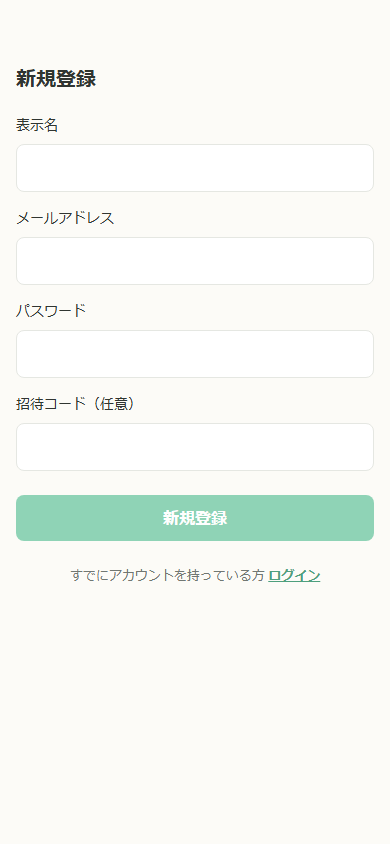 新規登録
表示名
メールアドレス
パスワード
招待コード（任意）
新規登録
すでにアカウントを持っている方 ログイン